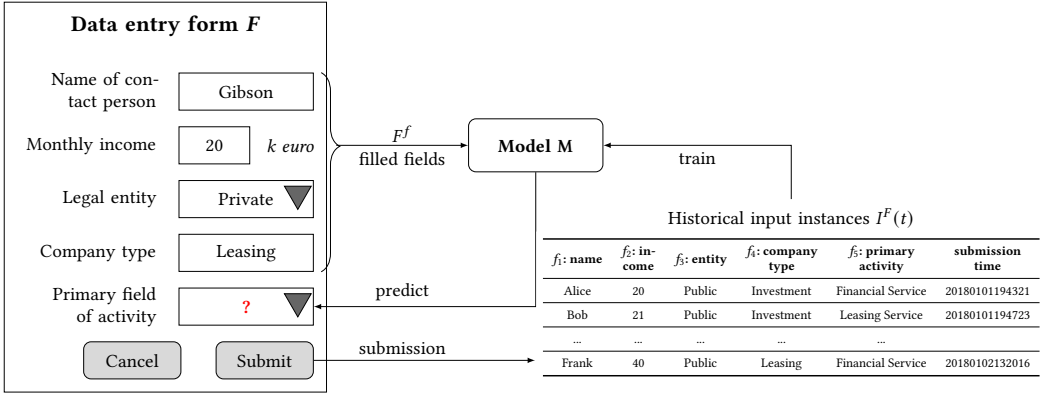 Data entry form F
Name of con-
tact person
Gibson
Monthly income
20
k euro
Legal entity
Private
Company type
Leasing
Primary field
of activity
?
Cancel
Submit
F^f
filled fields
Model M
train
predict
submission
Historical input instances I^F(t)
f₁: name f₂: in- f₃: entity f₄: company f₅: primary submission
come type activity time
Alice 20 Public Investment Financial Service 20180101194321
Bob 21 Public Investment Leasing Service 20180101194723
... ... ... ... ...
Frank 40 Public Leasing Financial Service 20180102132016